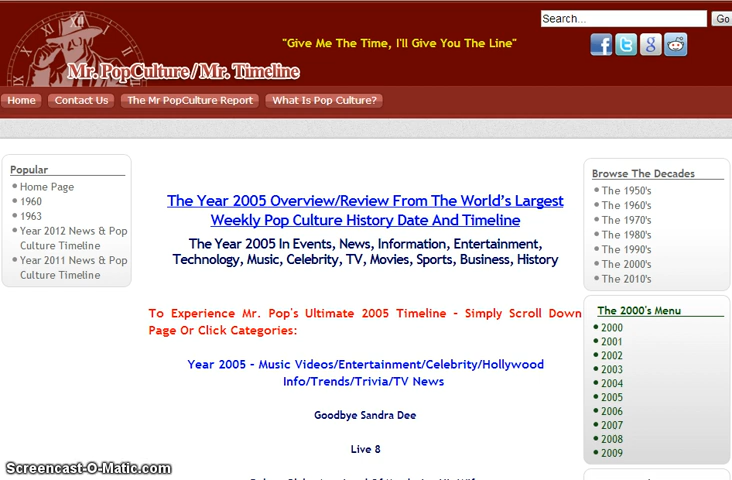 Search...
Go
"Give Me The Time, I'll Give You The Line"
Mr. PopCulture/Mr. Timeline
Home
Contact Us
The Mr PopCulture Report
What Is Pop Culture?
Popular
Home Page
1960
1963
Year 2012 News & Pop
Culture Timeline
Year 2011 News & Pop
Culture Timeline
The Year 2005 Overview/Review From The World's Largest
Weekly Pop Culture History Date And Timeline
The Year 2005 In Events, News, Information, Entertainment,
Technology, Music, Celebrity, TV, Movies, Sports, Business, History
To Experience Mr. Pop's Ultimate 2005 Timeline - Simply Scroll Down
Page Or Click Categories:
Year 2005 - Music Videos/Entertainment/Celebrity/Hollywood
Info/Trends/Trivia/TV News
Goodbye Sandra Dee
Live 8
Browse The Decades
The 1950's
The 1960's
The 1970's
The 1980's
The 1990's
The 2000's
The 2010's
The 2000's Menu
2000
2001
2002
2003
2004
2005
2006
2007
2008
2009
Screencast-O-Matic.com